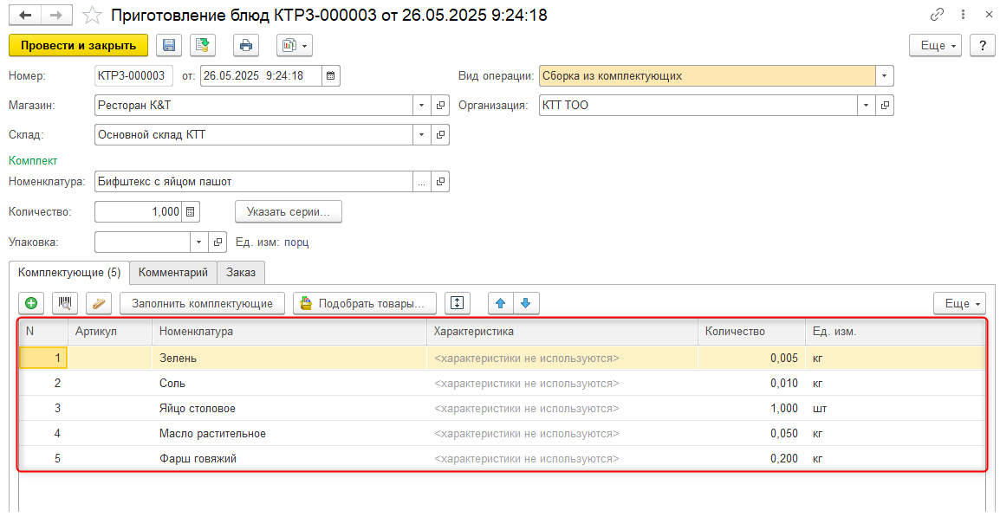 Приготовление блюд КТРЗ-000003 от 26.05.2025 9:24:18
Провести и закрыть
Еще
?
Номер: КТРЗ-000003 от: 26.05.2025 9:24:18 Вид операции: Сборка из комплектующих
Магазин: Ресторан K&T Организация: КТТ ТОО
Склад: Основной склад КТТ
Комплект
Номенклатура: Бифштекс с яйцом пашот ...
Количество: 1,000 Указать серии...
Упаковка: Ед. изм: порц
Комплектующие (5) Комментарий Заказ
Заполнить комплектующие Подобрать товары... Еще
N Артикул Номенклатура Характеристика Количество Ед. изм.
1 Зелень <характеристики не используются> 0,005 кг
2 Соль <характеристики не используются> 0,010 кг
3 Яйцо столовое <характеристики не используются> 1,000 шт
4 Масло растительное <характеристики не используются> 0,050 кг
5 Фарш говяжий <характеристики не используются> 0,200 кг